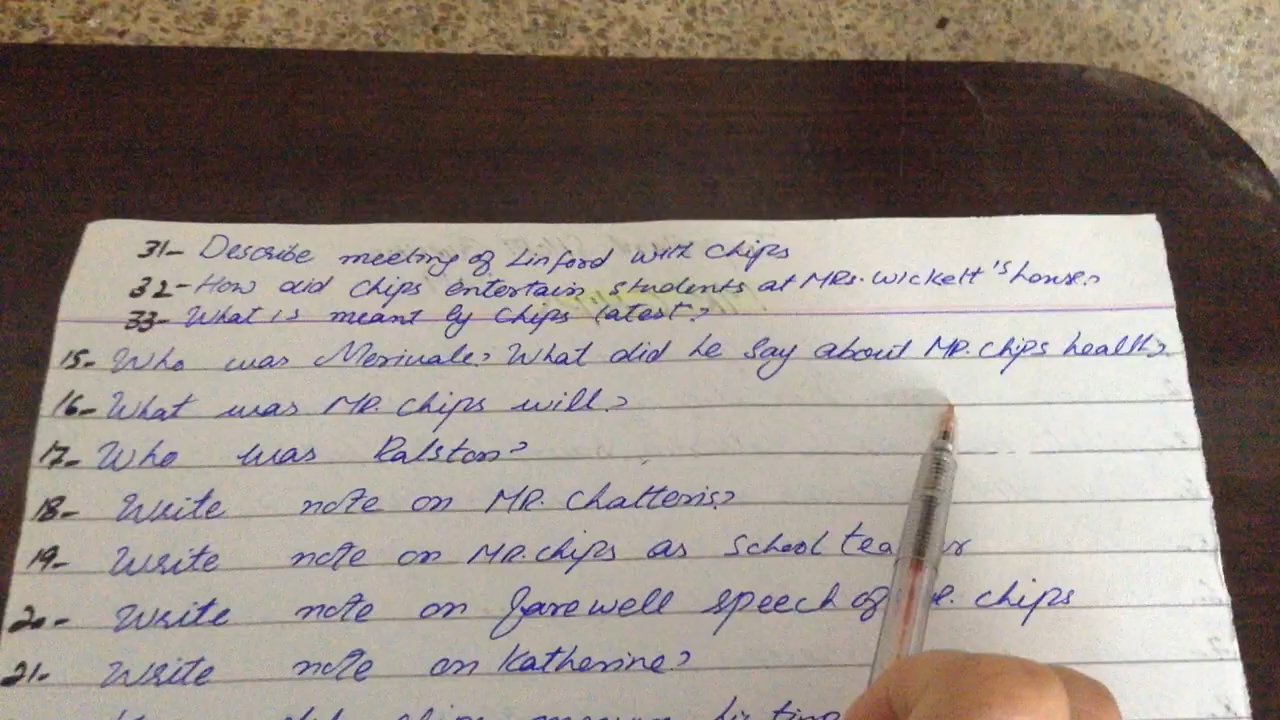 31- Describe meeting of Linford with Chips
32- How did Chips entertain students at MRs. Wickett's house?
33- What is meant by Chips latest?
15- Who was Merivale? What did he say about MR. Chips health?
16- What was MR. Chips will?
17- Who was Ralston?
18- Write note on MR. Chatteris?
19- Write note on MR. Chips as School
20- Write note on farewell speech of chips
21- Write note on Katherine?
chips